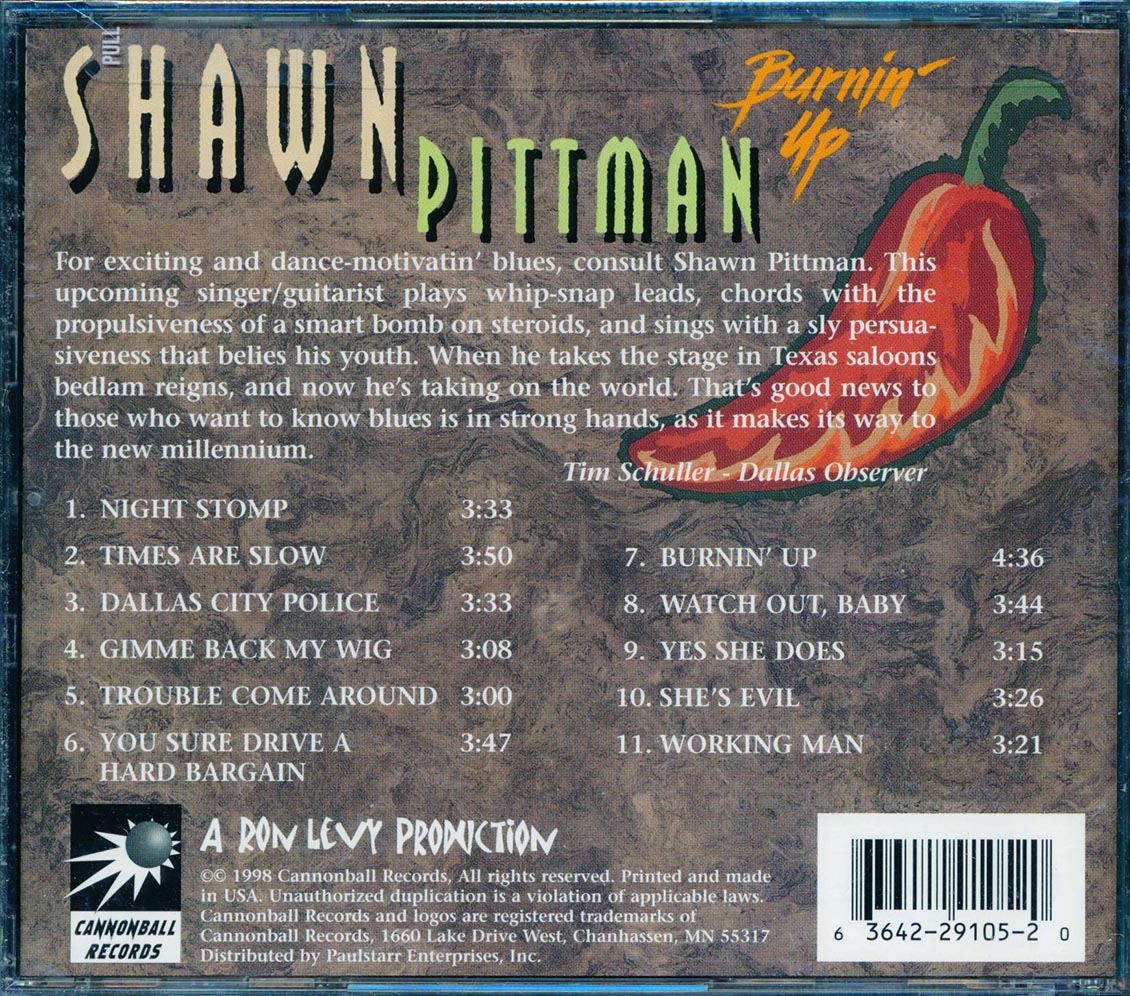 PULL
SHAWN
PITTMAN
Burnin'
Up
For exciting and dance-motivatin' blues, consult Shawn Pittman. This
upcoming singer/guitarist plays whip-snap leads, chords with the
propulsiveness of a smart bomb on steroids, and sings with a sly persua-
siveness that belies his youth. When he takes the stage in Texas saloons
bedlam reigns, and now he's taking on the world. That's good news to
those who want to know blues is in strong hands, as it makes its way to
the new millennium.
Tim Schuller - Dallas Observer
1. NIGHT STOMP 3:33
2. TIMES ARE SLOW 3:50
3. DALLAS CITY POLICE 3:33
4. GIMME BACK MY WIG 3:08
5. TROUBLE COME AROUND 3:00
6. YOU SURE DRIVE A 3:47
HARD BARGAIN
7. BURNIN' UP 4:36
8. WATCH OUT, BABY 3:44
9. YES SHE DOES 3:15
10. SHE'S EVIL 3:26
11. WORKING MAN 3:21
CANNONBALL
RECORDS
A RON LEVY PRODUCTION
©© 1998 Cannonball Records, All rights reserved. Printed and made
in USA. Unauthorized duplication is a violation of applicable laws.
Cannonball Records and logos are registered trademarks of
Cannonball Records, 1660 Lake Drive West, Chanhassen, MN 55317
Distributed by Paulstarr Enterprises, Inc.
6 3642-29105-2 0